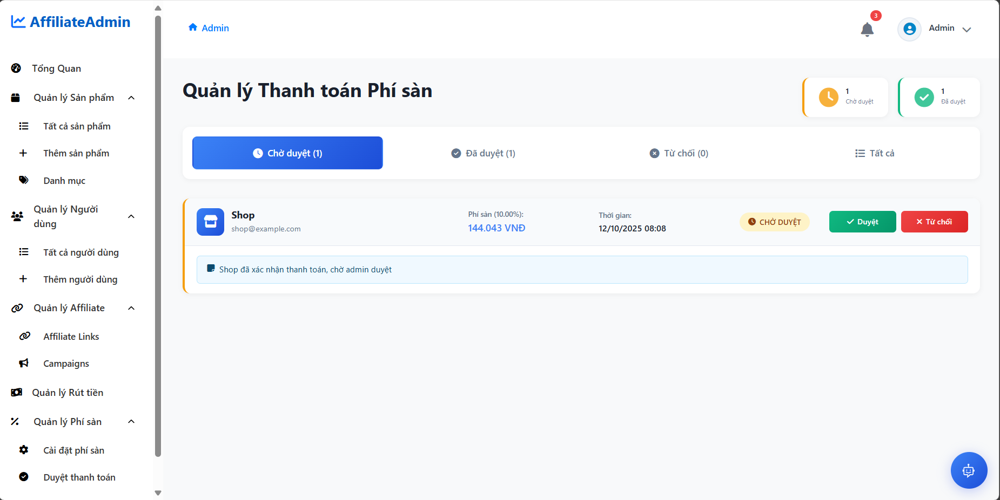 AffiliateAdmin
Tổng Quan
Quản lý Sản phẩm
Tất cả sản phẩm
Thêm sản phẩm
Danh mục
Quản lý Người
dùng
Tất cả người dùng
Thêm người dùng
Quản lý Affiliate
Affiliate Links
Campaigns
Quản lý Rút tiền
Quản lý Phí sàn
Cài đặt phí sàn
Duyệt thanh toán
Admin
3
Admin
Quản lý Thanh toán Phí sàn
1
Chờ duyệt
1
Đã duyệt
Chờ duyệt (1)
Đã duyệt (1)
Từ chối (0)
Tất cả
Shop
shop@example.com
Phí sàn (10.00%):
144.043 VNĐ
Thời gian:
12/10/2025 08:08
CHỜ DUYỆT
Duyệt
Từ chối
Shop đã xác nhận thanh toán, chờ admin duyệt